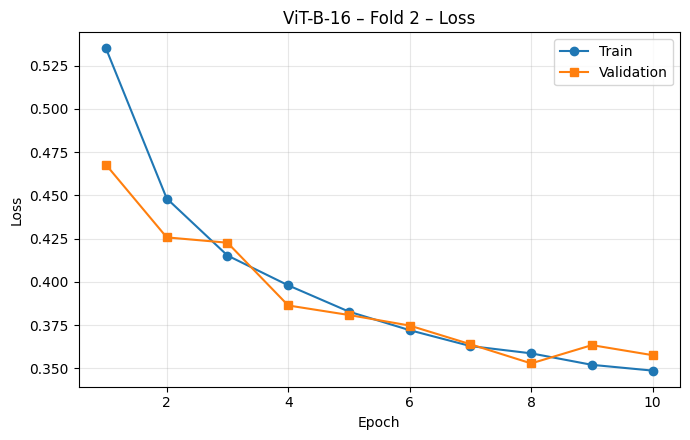 ViT-B-16 – Fold 2 – Loss
Train
Validation
Loss
0.525
0.500
0.475
0.450
0.425
0.400
0.375
0.350
2 4 6 8 10
Epoch